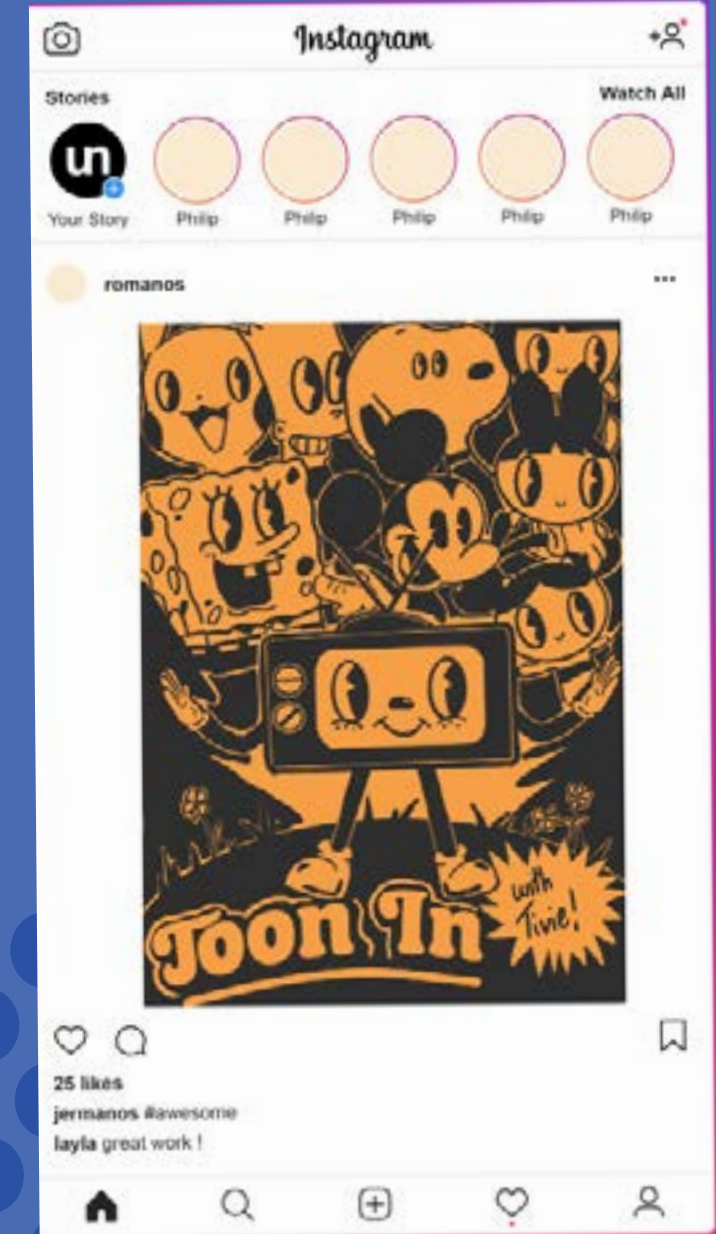 Instagram
Stories
Watch All
un
Your Story
Philip
Philip
Philip
Philip
Philip
romanos
Toon In
with
Tivie!
25 likes
jermanos #awesome
layla great work !